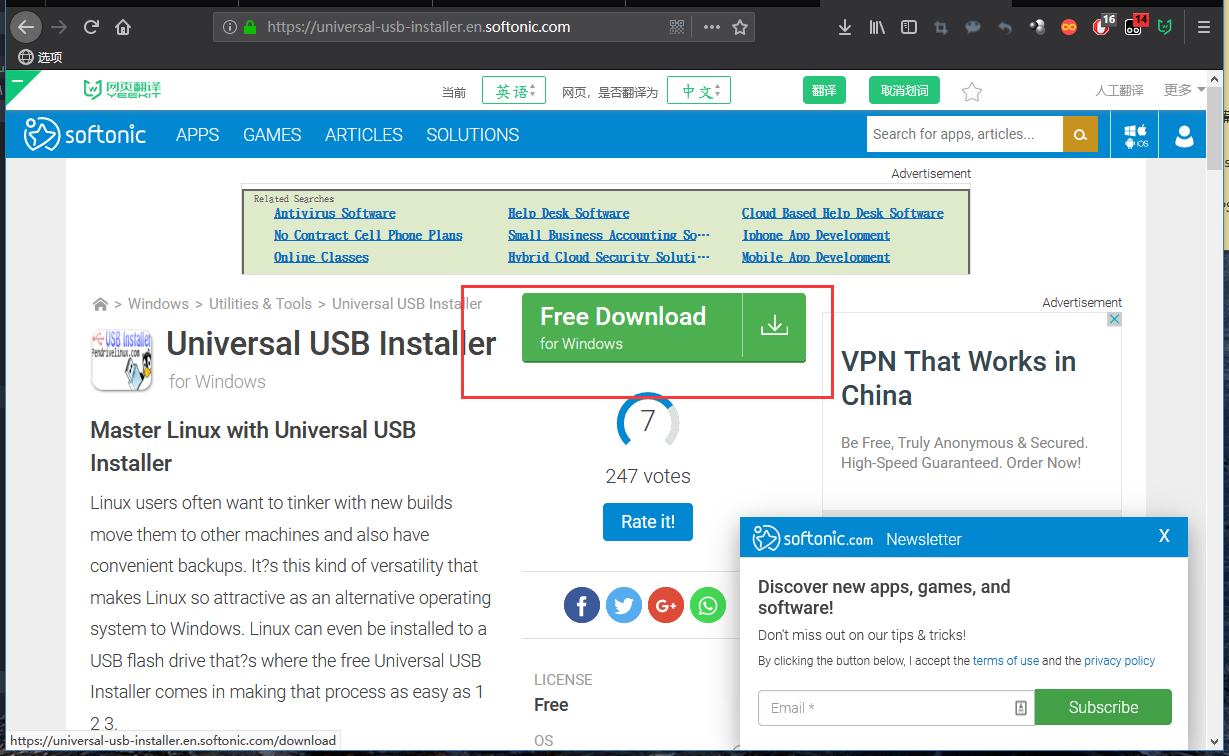 https://universal-usb-installer.en.softonic.com
16
14
选项
网页翻译
YEEKIT
当前
英语
网页，是否翻译为
中文
翻译
取消划词
人工翻译
更多
softonic
APPS
GAMES
ARTICLES
SOLUTIONS
Search for apps, articles...
iOS
Advertisement
Related Searches
Antivirus Software
Help Desk Software
Cloud Based Help Desk Software
No Contract Cell Phone Plans
Small Business Accounting So···
Iphone App Development
Online Classes
Hybrid Cloud Security Soluti···
Mobile App Development
> Windows > Utilities & Tools > Universal USB Installer
Free Download
for Windows
Advertisement
USB Installer
Pendrivelinux.com
Universal USB Installer
for Windows
VPN That Works in
China
Be Free, Truly Anonymous & Secured.
High-Speed Guaranteed. Order Now!
7
247 votes
Rate it!
Master Linux with Universal USB
Installer
Linux users often want to tinker with new builds
move them to other machines and also have
convenient backups. It?s this kind of versatility that
makes Linux so attractive as an alternative operating
system to Windows. Linux can even be installed to a
USB flash drive that?s where the free Universal USB
Installer comes in making that process as easy as 1
2 3.
G+
LICENSE
Free
OS
softonic.com Newsletter
X
Discover new apps, games, and
software!
Don't miss out on our tips & tricks!
By clicking the button below, I accept the terms of use and the privacy policy
Email *
Subscribe
https://universal-usb-installer.en.softonic.com/download